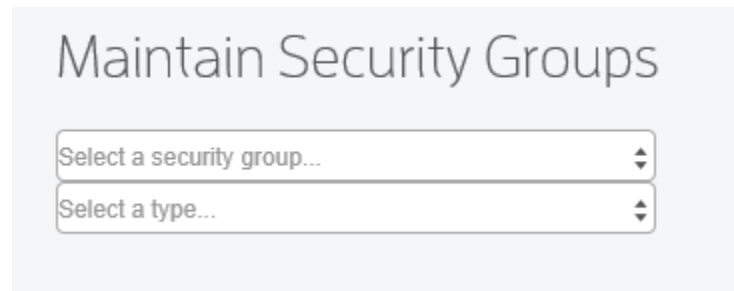 Maintain Security Groups
Select a security group...
Select a type...